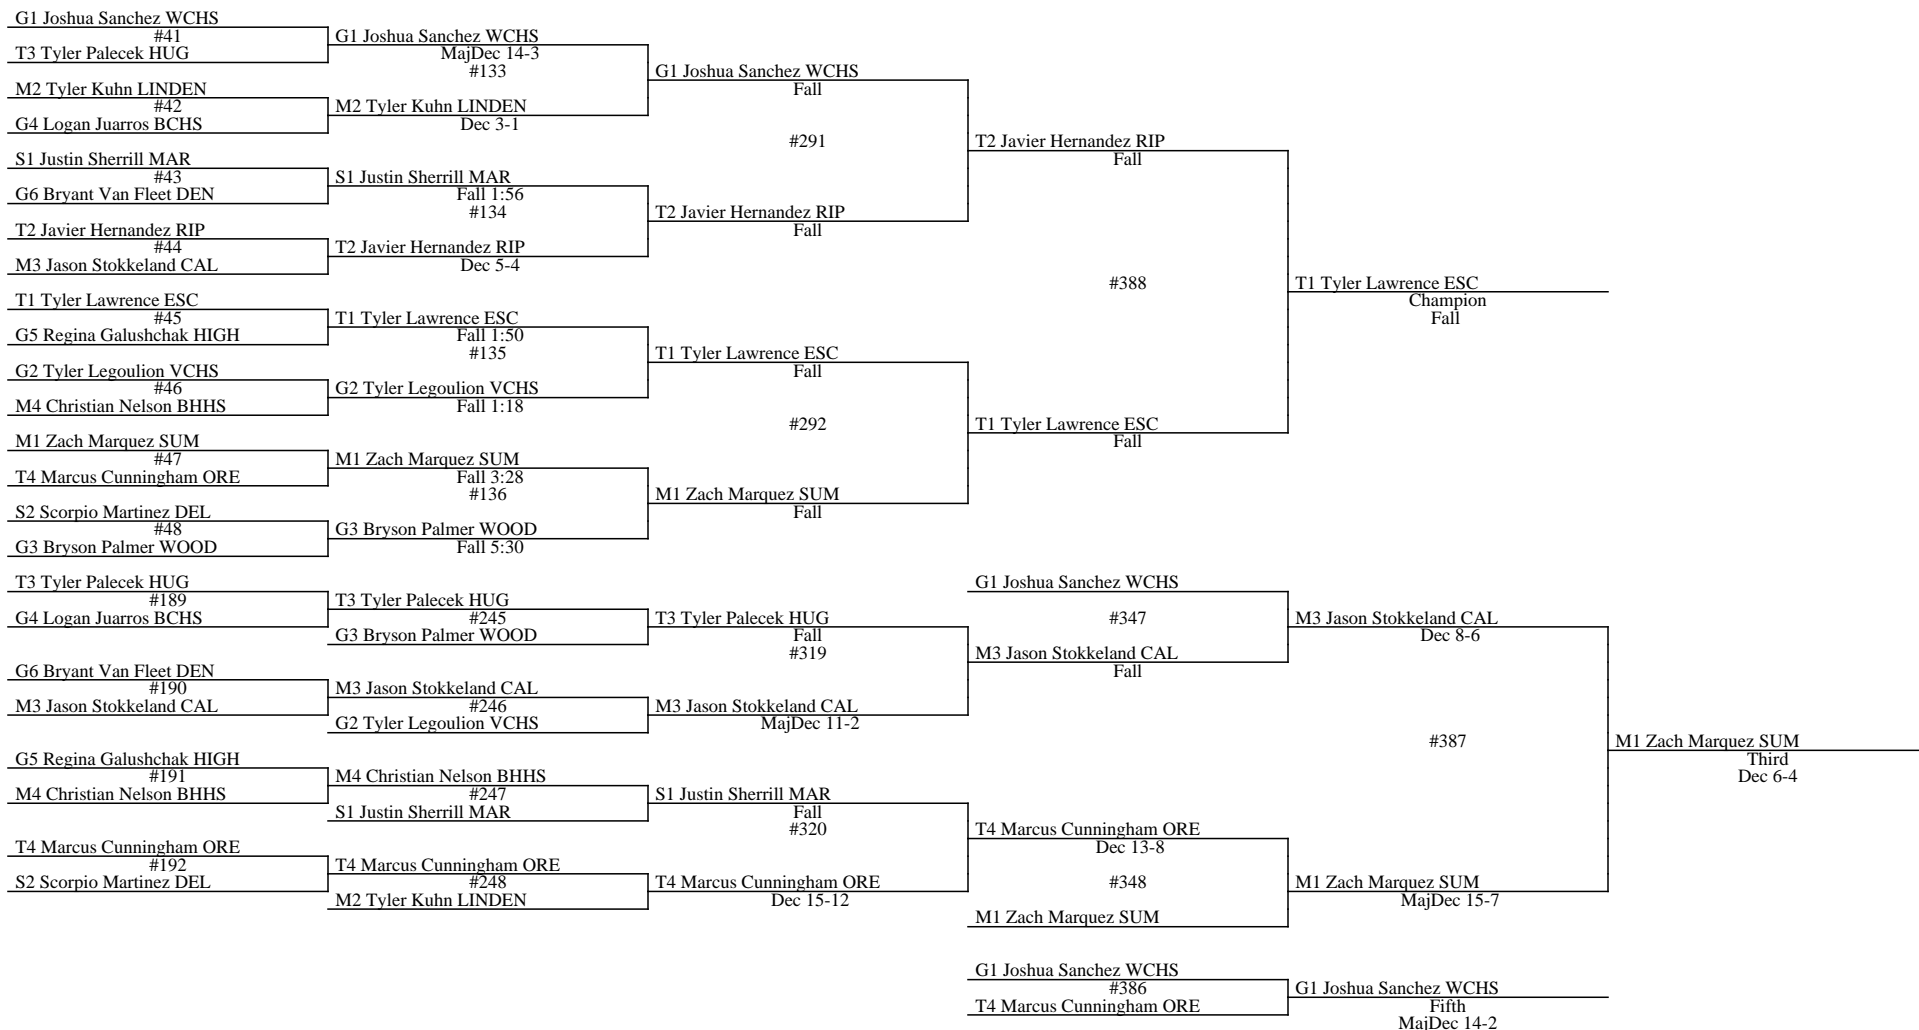 G1 Joshua Sanchez WCHS
#41
T3 Tyler Palecek HUG
M2 Tyler Kuhn LINDEN
#42
G4 Logan Juarros BCHS
S1 Justin Sherrill MAR
#43
G6 Bryant Van Fleet DEN
T2 Javier Hernandez RIP
#44
M3 Jason Stokkeland CAL
T1 Tyler Lawrence ESC
#45
G5 Regina Galushchak HIGH
G2 Tyler Legoulion VCHS
#46
M4 Christian Nelson BHHS
M1 Zach Marquez SUM
#47
T4 Marcus Cunningham ORE
S2 Scorpio Martinez DEL
#48
G3 Bryson Palmer WOOD
G1 Joshua Sanchez WCHS
MajDec 14-3
#133
M2 Tyler Kuhn LINDEN
Dec 3-1
S1 Justin Sherrill MAR
Fall 1:56
#134
T2 Javier Hernandez RIP
Dec 5-4
T1 Tyler Lawrence ESC
Fall 1:50
#135
G2 Tyler Legoulion VCHS
Fall 1:18
M1 Zach Marquez SUM
Fall 3:28
#136
G3 Bryson Palmer WOOD
Fall 5:30
G1 Joshua Sanchez WCHS
Fall
#291
T2 Javier Hernandez RIP
Fall
T1 Tyler Lawrence ESC
Fall
#292
M1 Zach Marquez SUM
Fall
T2 Javier Hernandez RIP
Fall
#388
T1 Tyler Lawrence ESC
Fall
T1 Tyler Lawrence ESC
Champion
Fall
T3 Tyler Palecek HUG
#189
G4 Logan Juarros BCHS
G6 Bryant Van Fleet DEN
#190
M3 Jason Stokkeland CAL
G5 Regina Galushchak HIGH
#191
M4 Christian Nelson BHHS
T4 Marcus Cunningham ORE
#192
S2 Scorpio Martinez DEL
T3 Tyler Palecek HUG
#245
G3 Bryson Palmer WOOD
M3 Jason Stokkeland CAL
#246
G2 Tyler Legoulion VCHS
M4 Christian Nelson BHHS
#247
S1 Justin Sherrill MAR
T4 Marcus Cunningham ORE
#248
M2 Tyler Kuhn LINDEN
T3 Tyler Palecek HUG
Fall
#319
M3 Jason Stokkeland CAL
MajDec 11-2
S1 Justin Sherrill MAR
Fall
#320
T4 Marcus Cunningham ORE
Dec 15-12
G1 Joshua Sanchez WCHS
#347
M3 Jason Stokkeland CAL
Fall
T4 Marcus Cunningham ORE
Dec 13-8
#348
M1 Zach Marquez SUM
M3 Jason Stokkeland CAL
Dec 8-6
#387
M1 Zach Marquez SUM
MajDec 15-7
M1 Zach Marquez SUM
Third
Dec 6-4
G1 Joshua Sanchez WCHS
#386
T4 Marcus Cunningham ORE
G1 Joshua Sanchez WCHS
Fifth
MajDec 14-2